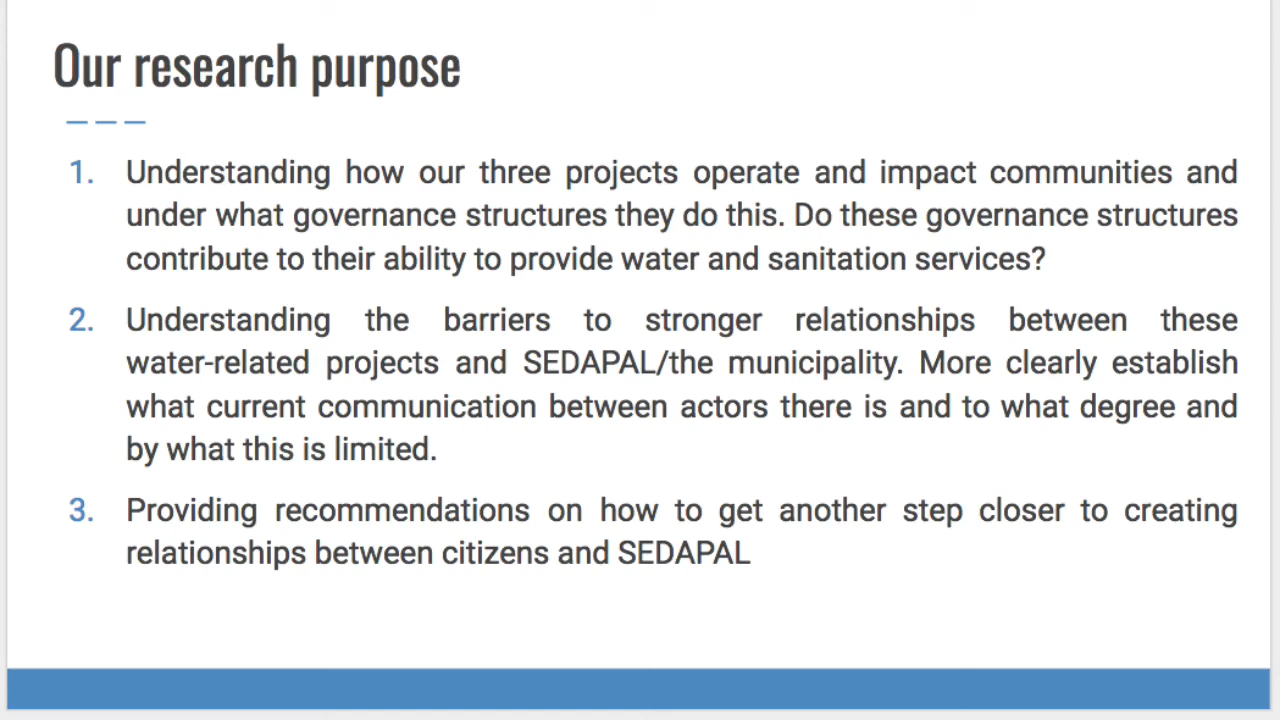 Our research purpose
1. Understanding how our three projects operate and impact communities and
under what governance structures they do this. Do these governance structures
contribute to their ability to provide water and sanitation services?
2. Understanding the barriers to stronger relationships between these
water-related projects and SEDAPAL/the municipality. More clearly establish
what current communication between actors there is and to what degree and
by what this is limited.
3. Providing recommendations on how to get another step closer to creating
relationships between citizens and SEDAPAL